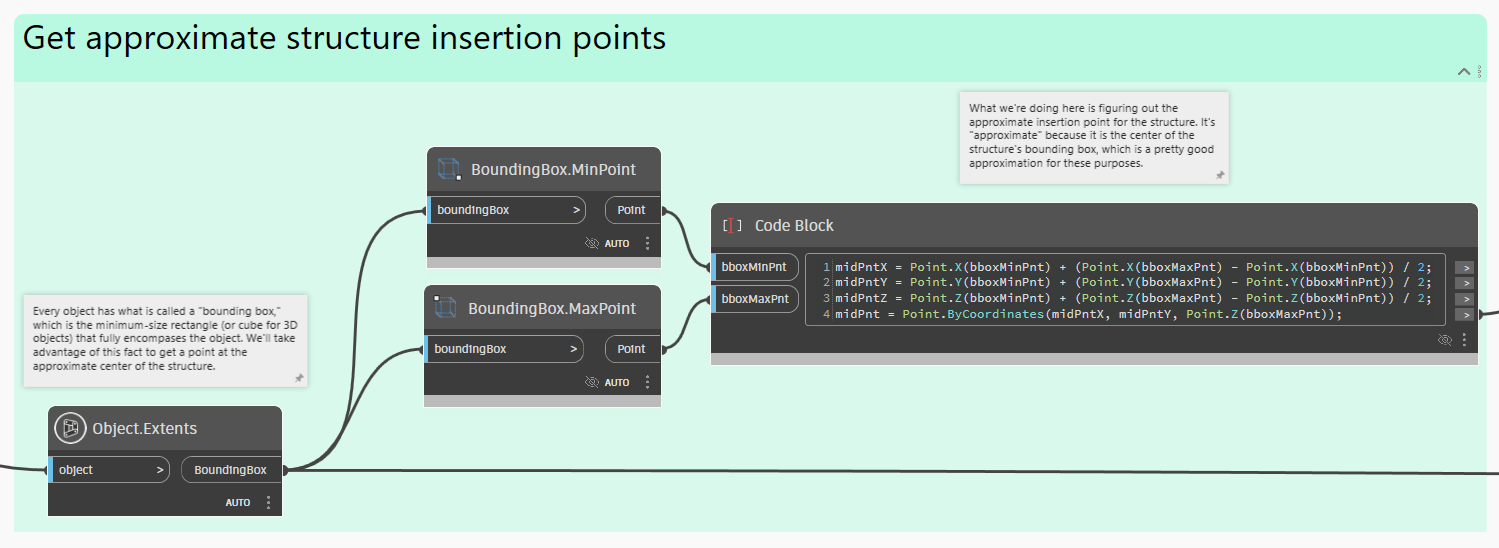 Get approximate structure insertion points
What we're doing here is figuring out the
approximate insertion point for the structure. It's
"approximate" because it is the center of the
structure's bounding box, which is a pretty good
approximation for these purposes.
BoundingBox.MinPoint
boundingBox >
Point
AUTO
Code Block
bboxMinPnt
bboxMaxPnt
1 midPntX = Point.X(bboxMinPnt) + (Point.X(bboxMaxPnt) - Point.X(bboxMinPnt)) / 2; >
2 midPntY = Point.Y(bboxMinPnt) + (Point.Y(bboxMaxPnt) - Point.Y(bboxMinPnt)) / 2; >
3 midPntZ = Point.Z(bboxMinPnt) + (Point.Z(bboxMaxPnt) - Point.Z(bboxMinPnt)) / 2; >
4 midPnt = Point.ByCoordinates(midPntX, midPntY, Point.Z(bboxMaxPnt)); >
BoundingBox.MaxPoint
boundingBox >
Point
AUTO
Every object has what is called a "bounding box,"
which is the minimum-size rectangle (or cube for 3D
objects) that fully encompasses the object. We'll take
advantage of this fact to get a point at the
approximate center of the structure.
Object.Extents
object >
BoundingBox
AUTO